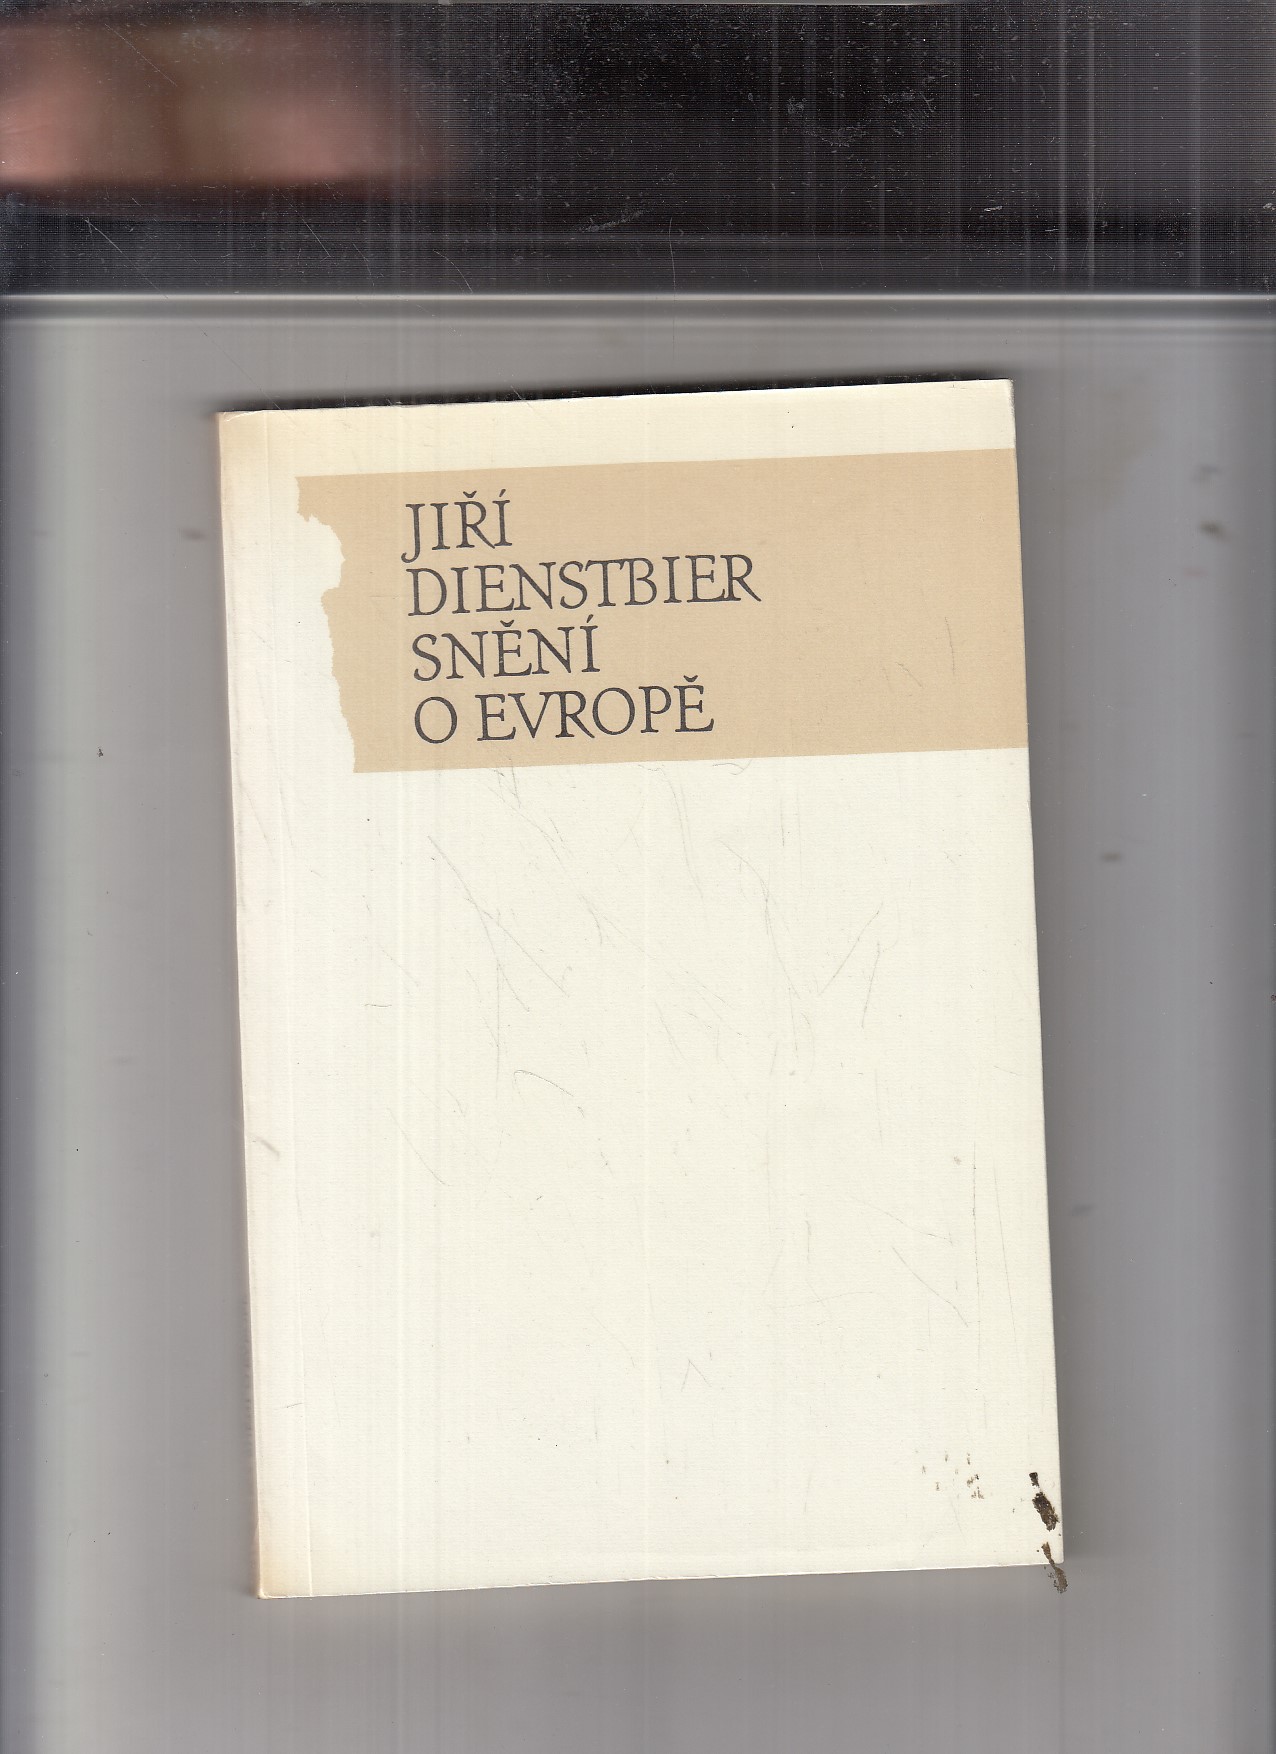 JIŘÍ
DIENSTBIER
SNĚNÍ
O EVROPĚ